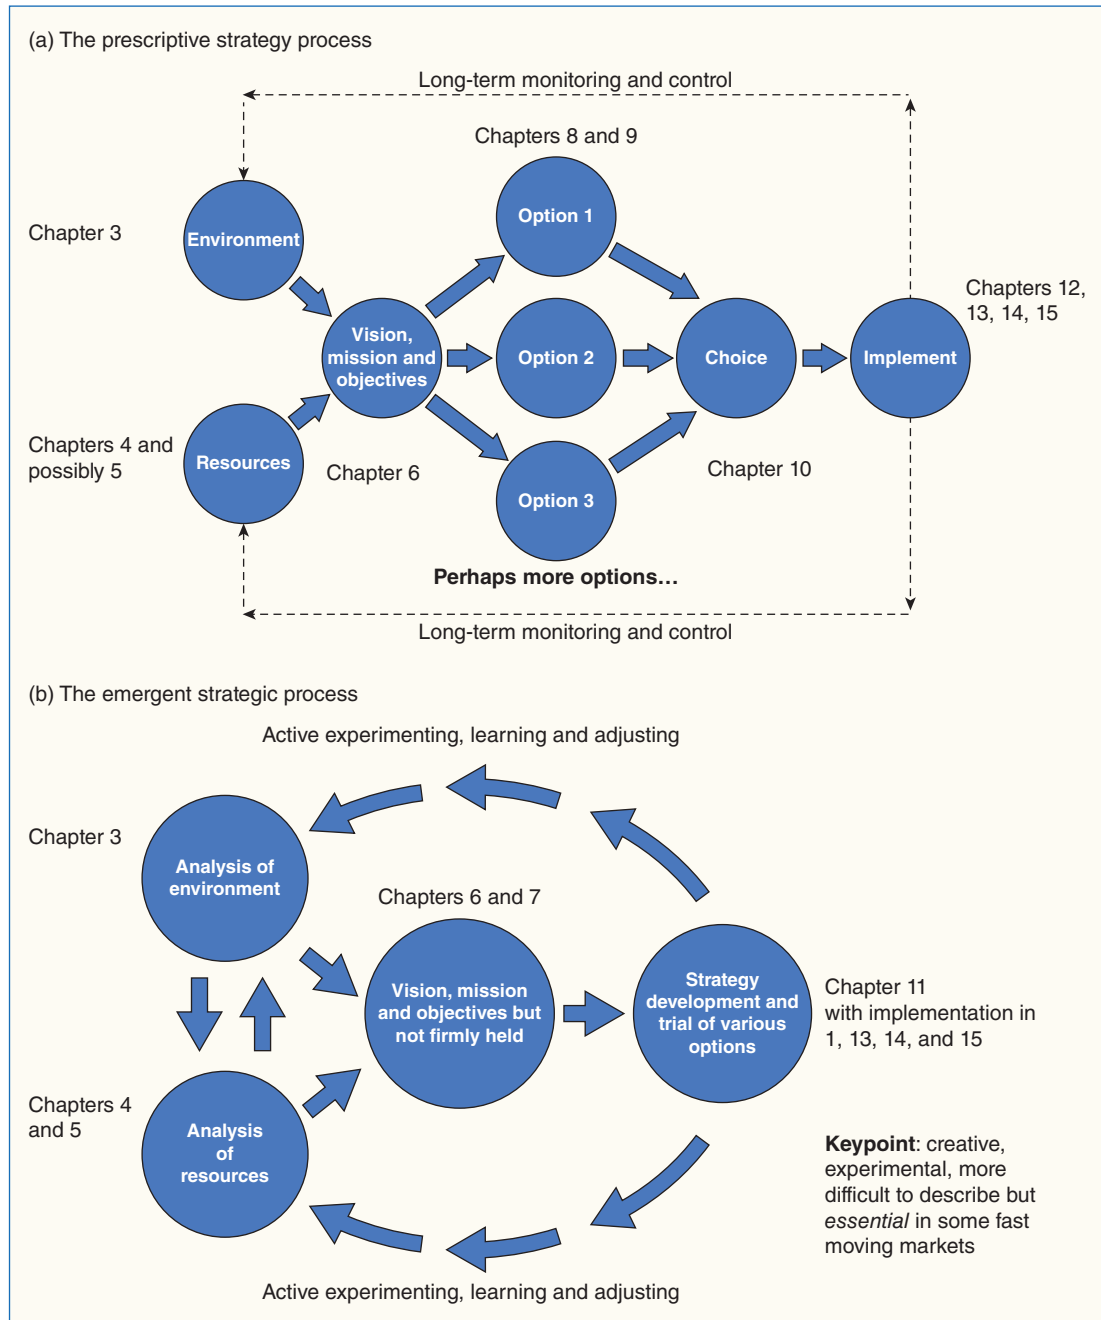 (a) The prescriptive strategy process
Long-term monitoring and control
Chapters 8 and 9
Option 1
Chapter 3
Environment
Chapters 12,
13, 14, 15
Vision,
mission and
objectives
Option 2
Choice
Implement
Chapters 4 and
possibly 5
Resources
Chapter 6
Chapter 10
Option 3
Perhaps more options…
Long-term monitoring and control
(b) The emergent strategic process
Active experimenting, learning and adjusting
Chapter 3
Analysis of
environment
Chapters 6 and 7
Vision, mission
and objectives but
not firmly held
Strategy
development and
trial of various
options
Chapter 11
with implementation in
1, 13, 14, and 15
Chapters 4
and 5
Analysis
of
resources
Keypoint: creative,
experimental, more
difficult to describe but
essential in some fast
moving markets
Active experimenting, learning and adjusting